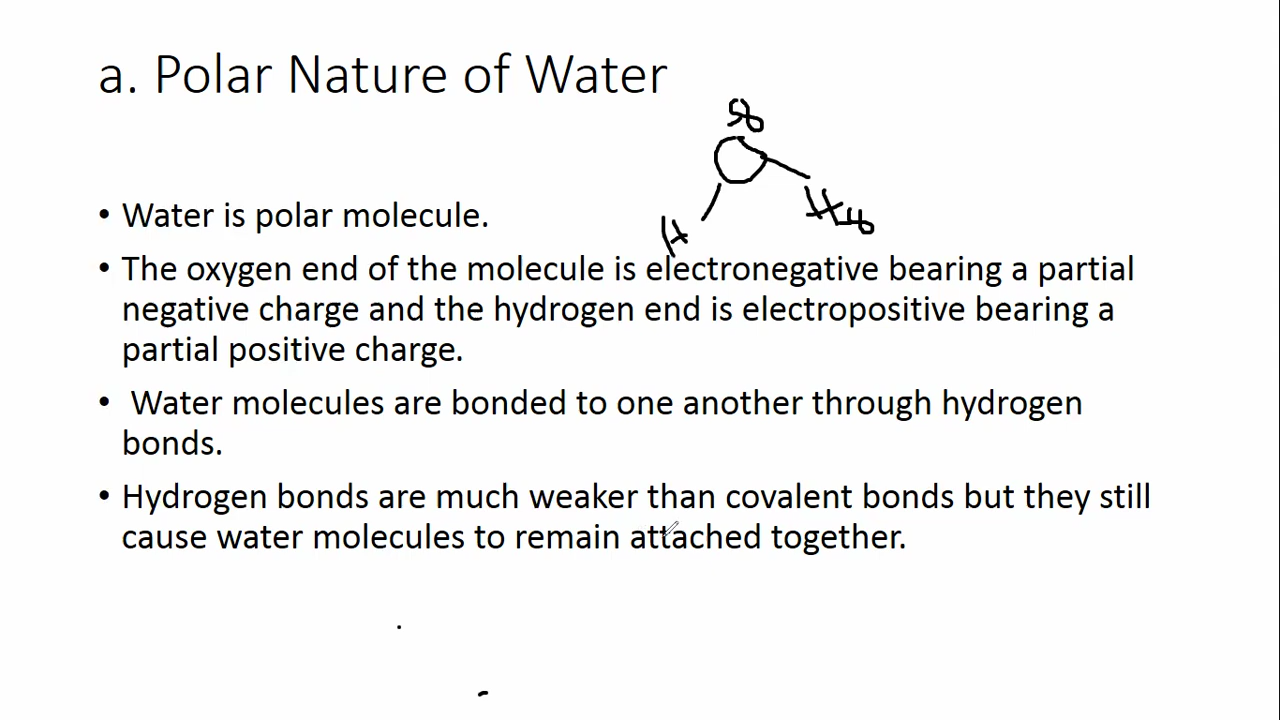 a. Polar Nature of Water
• Water is polar molecule.
• The oxygen end of the molecule is electronegative bearing a partial
negative charge and the hydrogen end is electropositive bearing a
partial positive charge.
• Water molecules are bonded to one another through hydrogen
bonds.
• Hydrogen bonds are much weaker than covalent bonds but they still
cause water molecules to remain attached together.
H
H